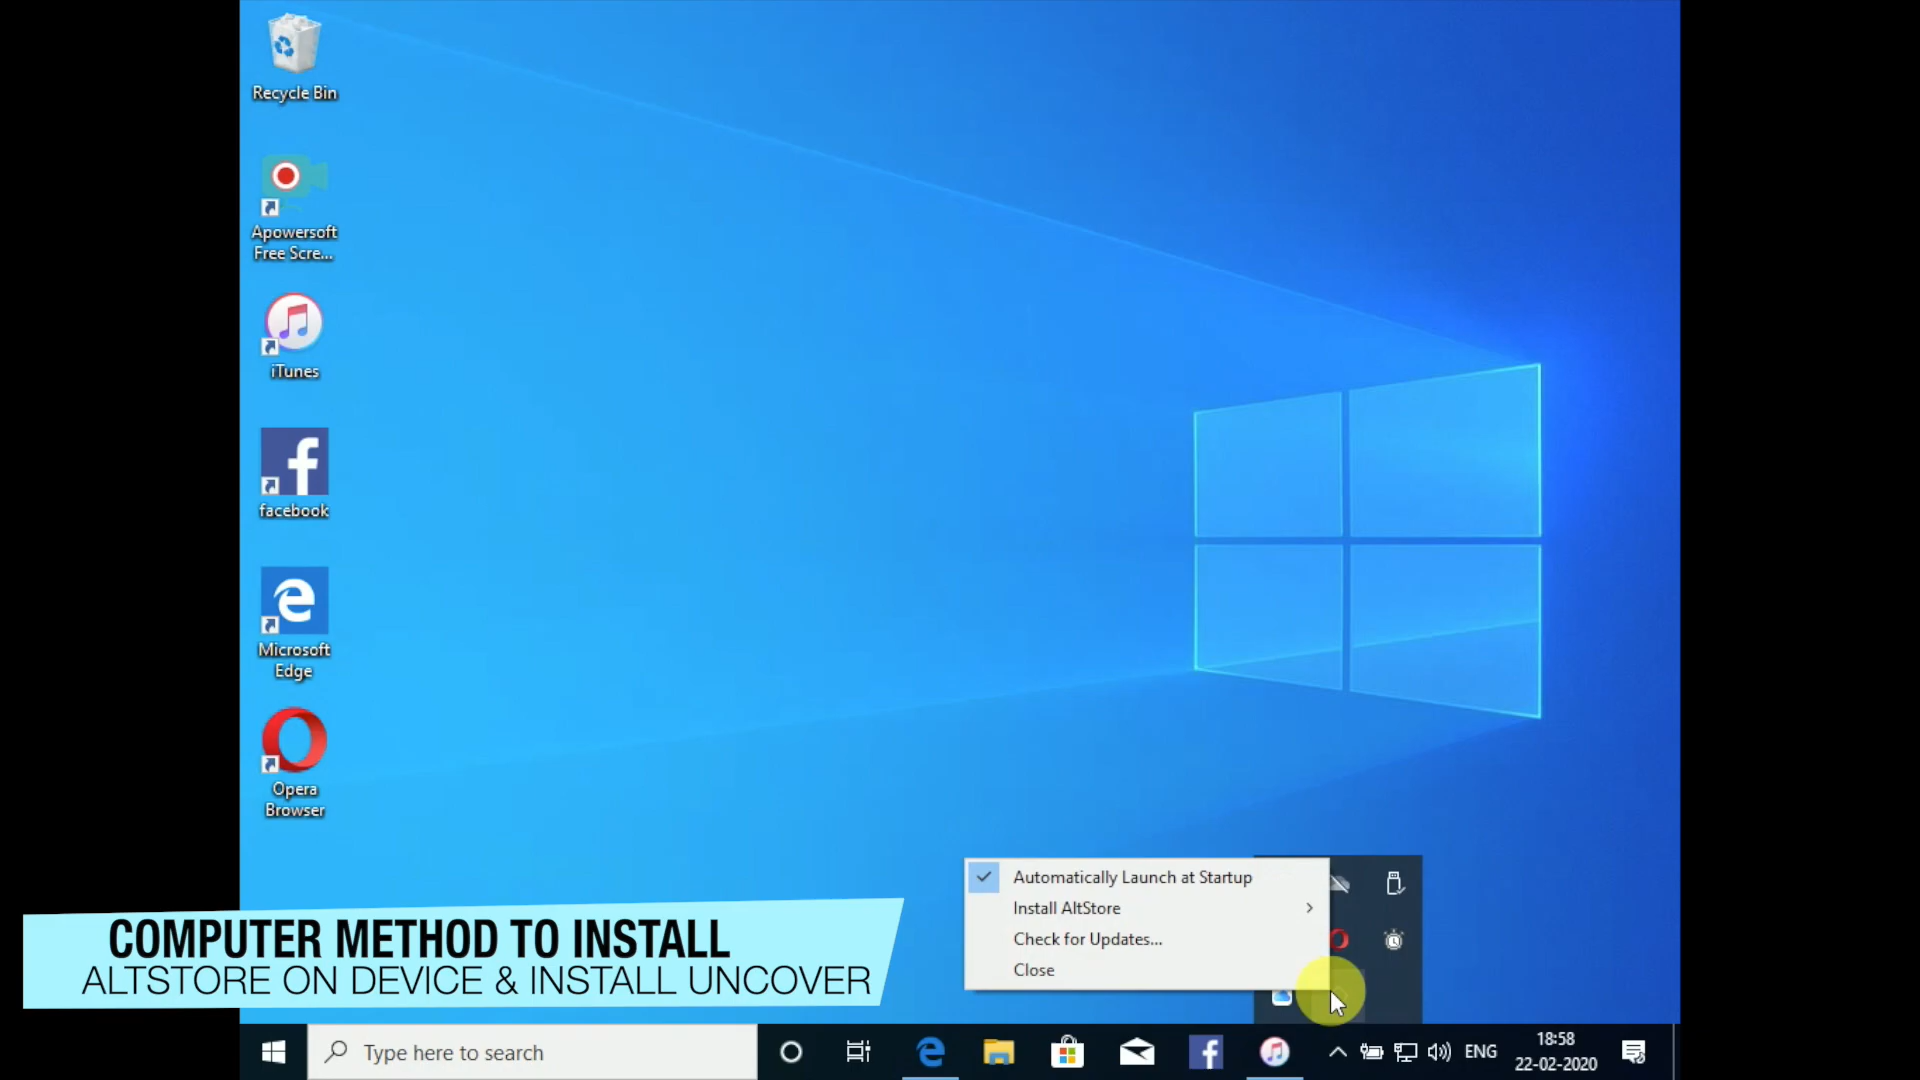 Recycle Bin
Apowersoft
Free Scre...
iTunes
facebook
Microsoft
Edge
Opera
Browser
Automatically Launch at Startup
Install AltStore
Check for Updates...
Close
COMPUTER METHOD TO INSTALL
ALTSTORE ON DEVICE & INSTALL UNCOVER
Type here to search
ENG
18:58
22-02-2020